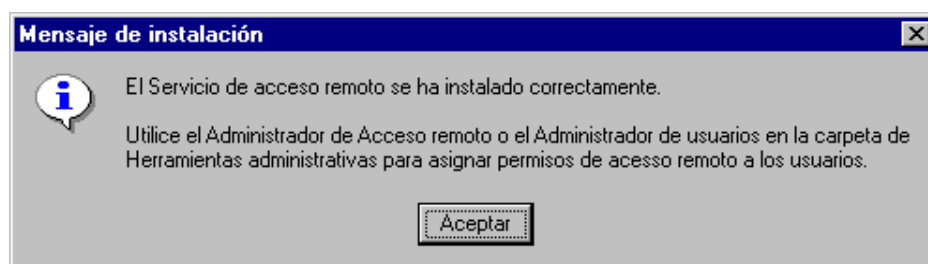 Mensaje de instalación
El Servicio de acceso remoto se ha instalado correctamente.
Utilice el Administrador de Acceso remoto o el Administrador de usuarios en la carpeta de
Herramientas administrativas para asignar permisos de acesso remoto a los usuarios.
Aceptar